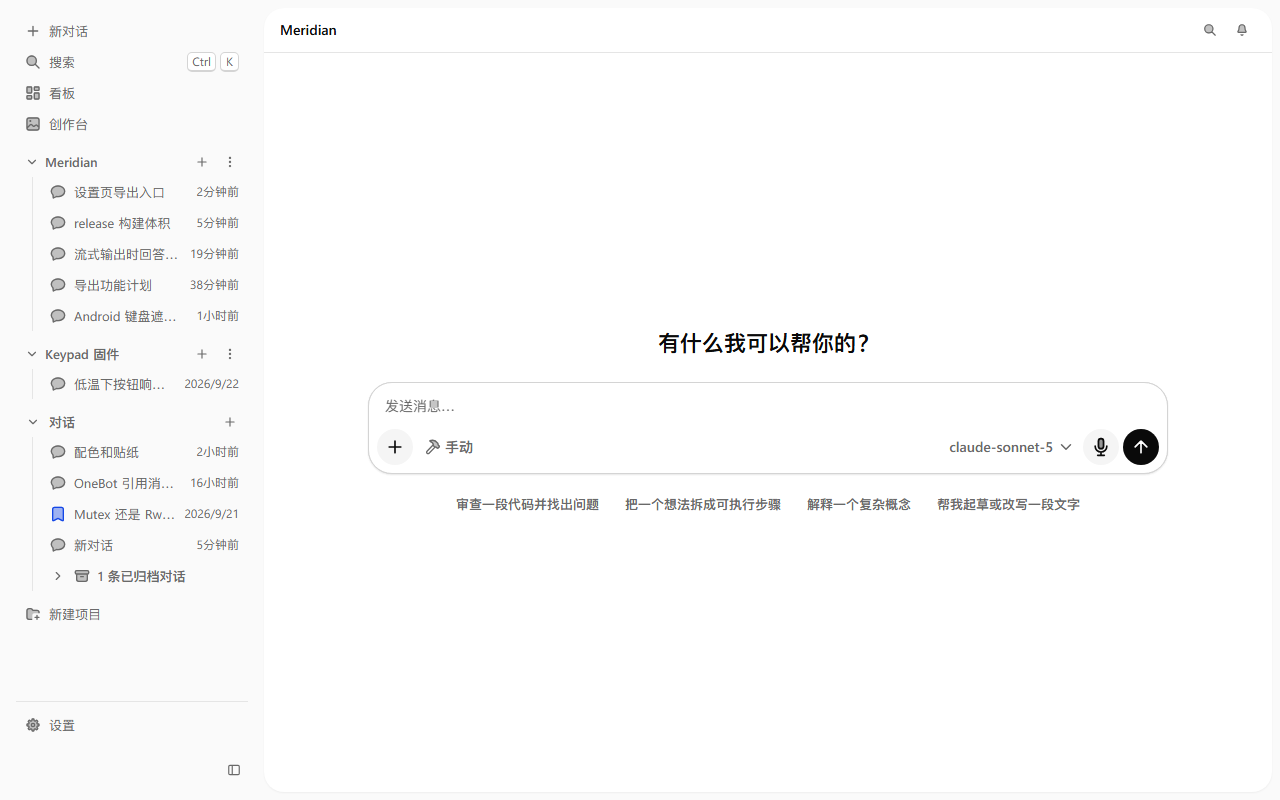 新对话
搜索 Ctrl K
看板
创作台
Meridian
设置页导出入口 2分钟前
release 构建体积 5分钟前
流式输出时回答… 19分钟前
导出功能计划 38分钟前
Android 键盘遮… 1小时前
Keypad 固件
低温下按钮响… 2026/9/22
对话
配色和贴纸 2小时前
OneBot 引用消… 16小时前
Mutex 还是 Rw… 2026/9/21
新对话 5分钟前
1 条已归档对话
新建项目
设置
Meridian
有什么我可以帮你的？
发送消息…
手动 claude-sonnet-5
审查一段代码并找出问题 把一个想法拆成可执行步骤 解释一个复杂概念 帮我起草或改写一段文字